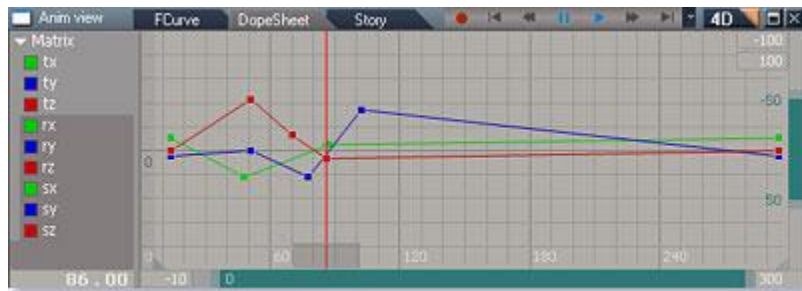 Anim view FCurve DopeSheet Story 4D
Matrix
tx
ty
tz
rx
ry
rz
sx
sy
sz
-100
100
-50
0
50
0 60 120 180 240
86.00 -10 0 300